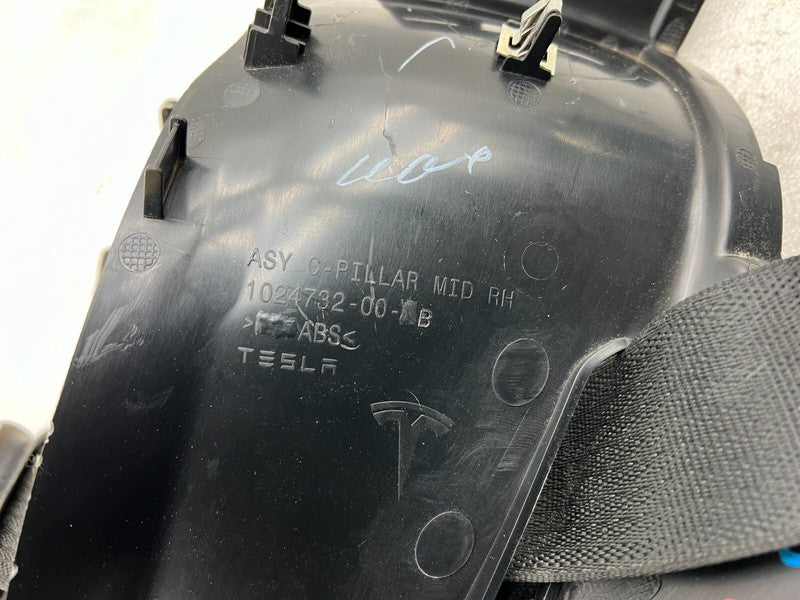 ASY C-PILLAR MID RH
1024732-00-B
ABS<
TESLA